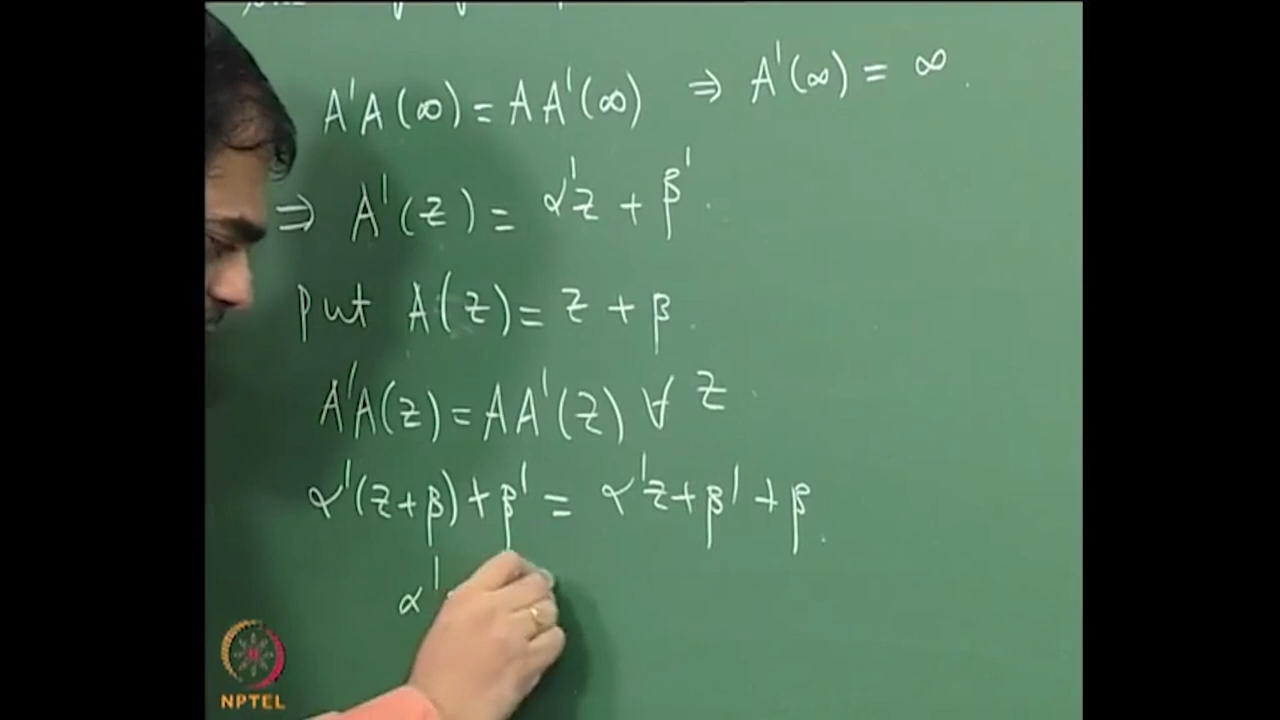 A'A(∞) = AA'(∞) ⇒ A'(∞) = ∞.
⇒ A'(z) = α'z + β'.
put A(z) = z + β.
A'A(z) = AA'(z) ∀ z.
α'(z+β) + β' = α'z + β' + β.
α'
NPTEL